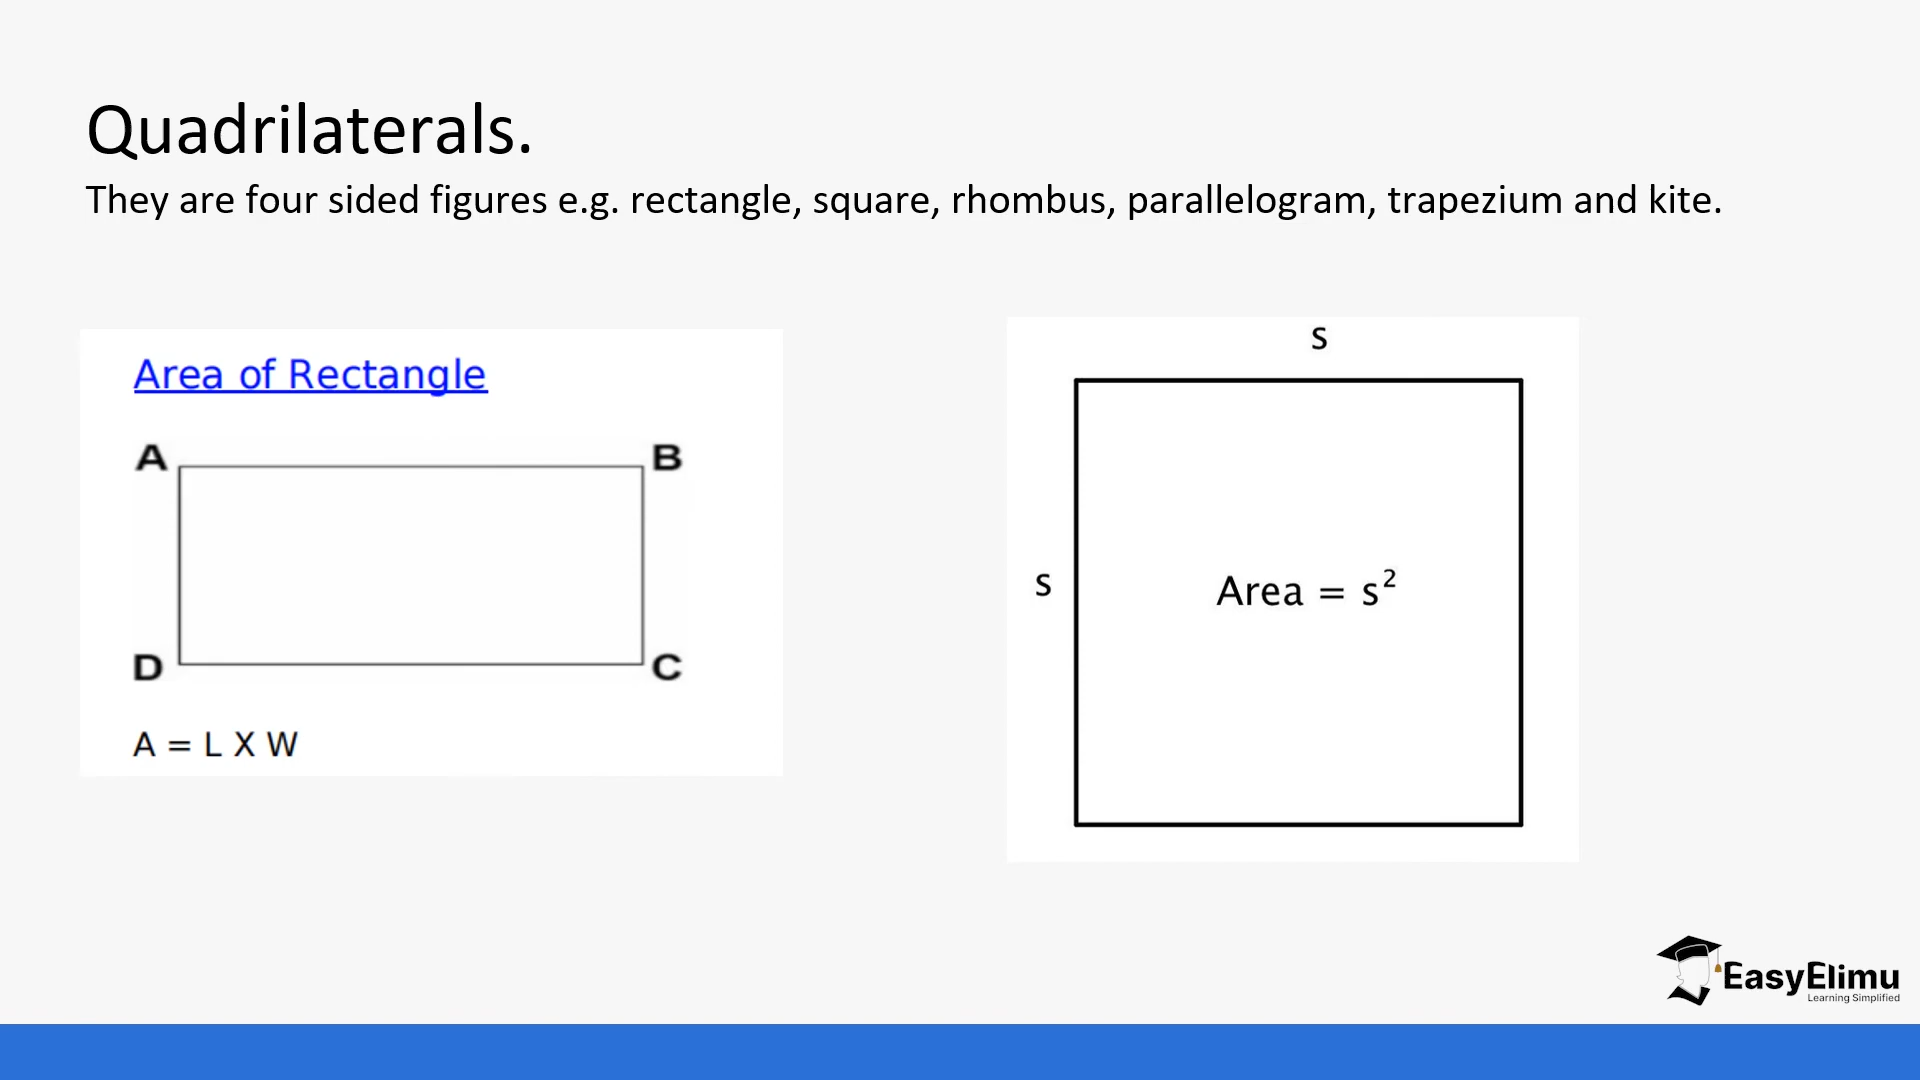 Quadrilaterals.
They are four sided figures e.g. rectangle, square, rhombus, parallelogram, trapezium and kite.
Area of Rectangle
A
B
D
C
A = L X W
s
s
Area = s²
EasyElimu
Learning Simplified